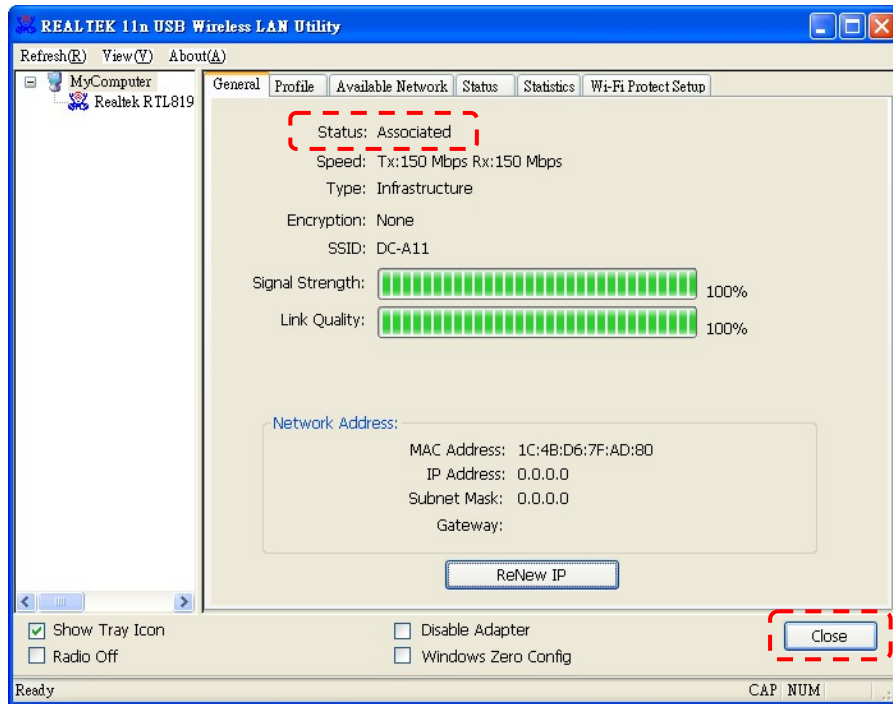 REALTEK 11n USB Wireless LAN Utility
Refresh(R) View(V) About(A)
MyComputer
Realtek RTL819
General Profile Available Network Status Statistics Wi-Fi Protect Setup
Status: Associated
Speed: Tx:150 Mbps Rx:150 Mbps
Type: Infrastructure
Encryption: None
SSID: DC-A11
Signal Strength: 100%
Link Quality: 100%
Network Address:
MAC Address: 1C:4B:D6:7F:AD:80
IP Address: 0.0.0.0
Subnet Mask: 0.0.0.0
Gateway:
ReNew IP
Show Tray Icon Disable Adapter Close
Radio Off Windows Zero Config
Ready CAP NUM